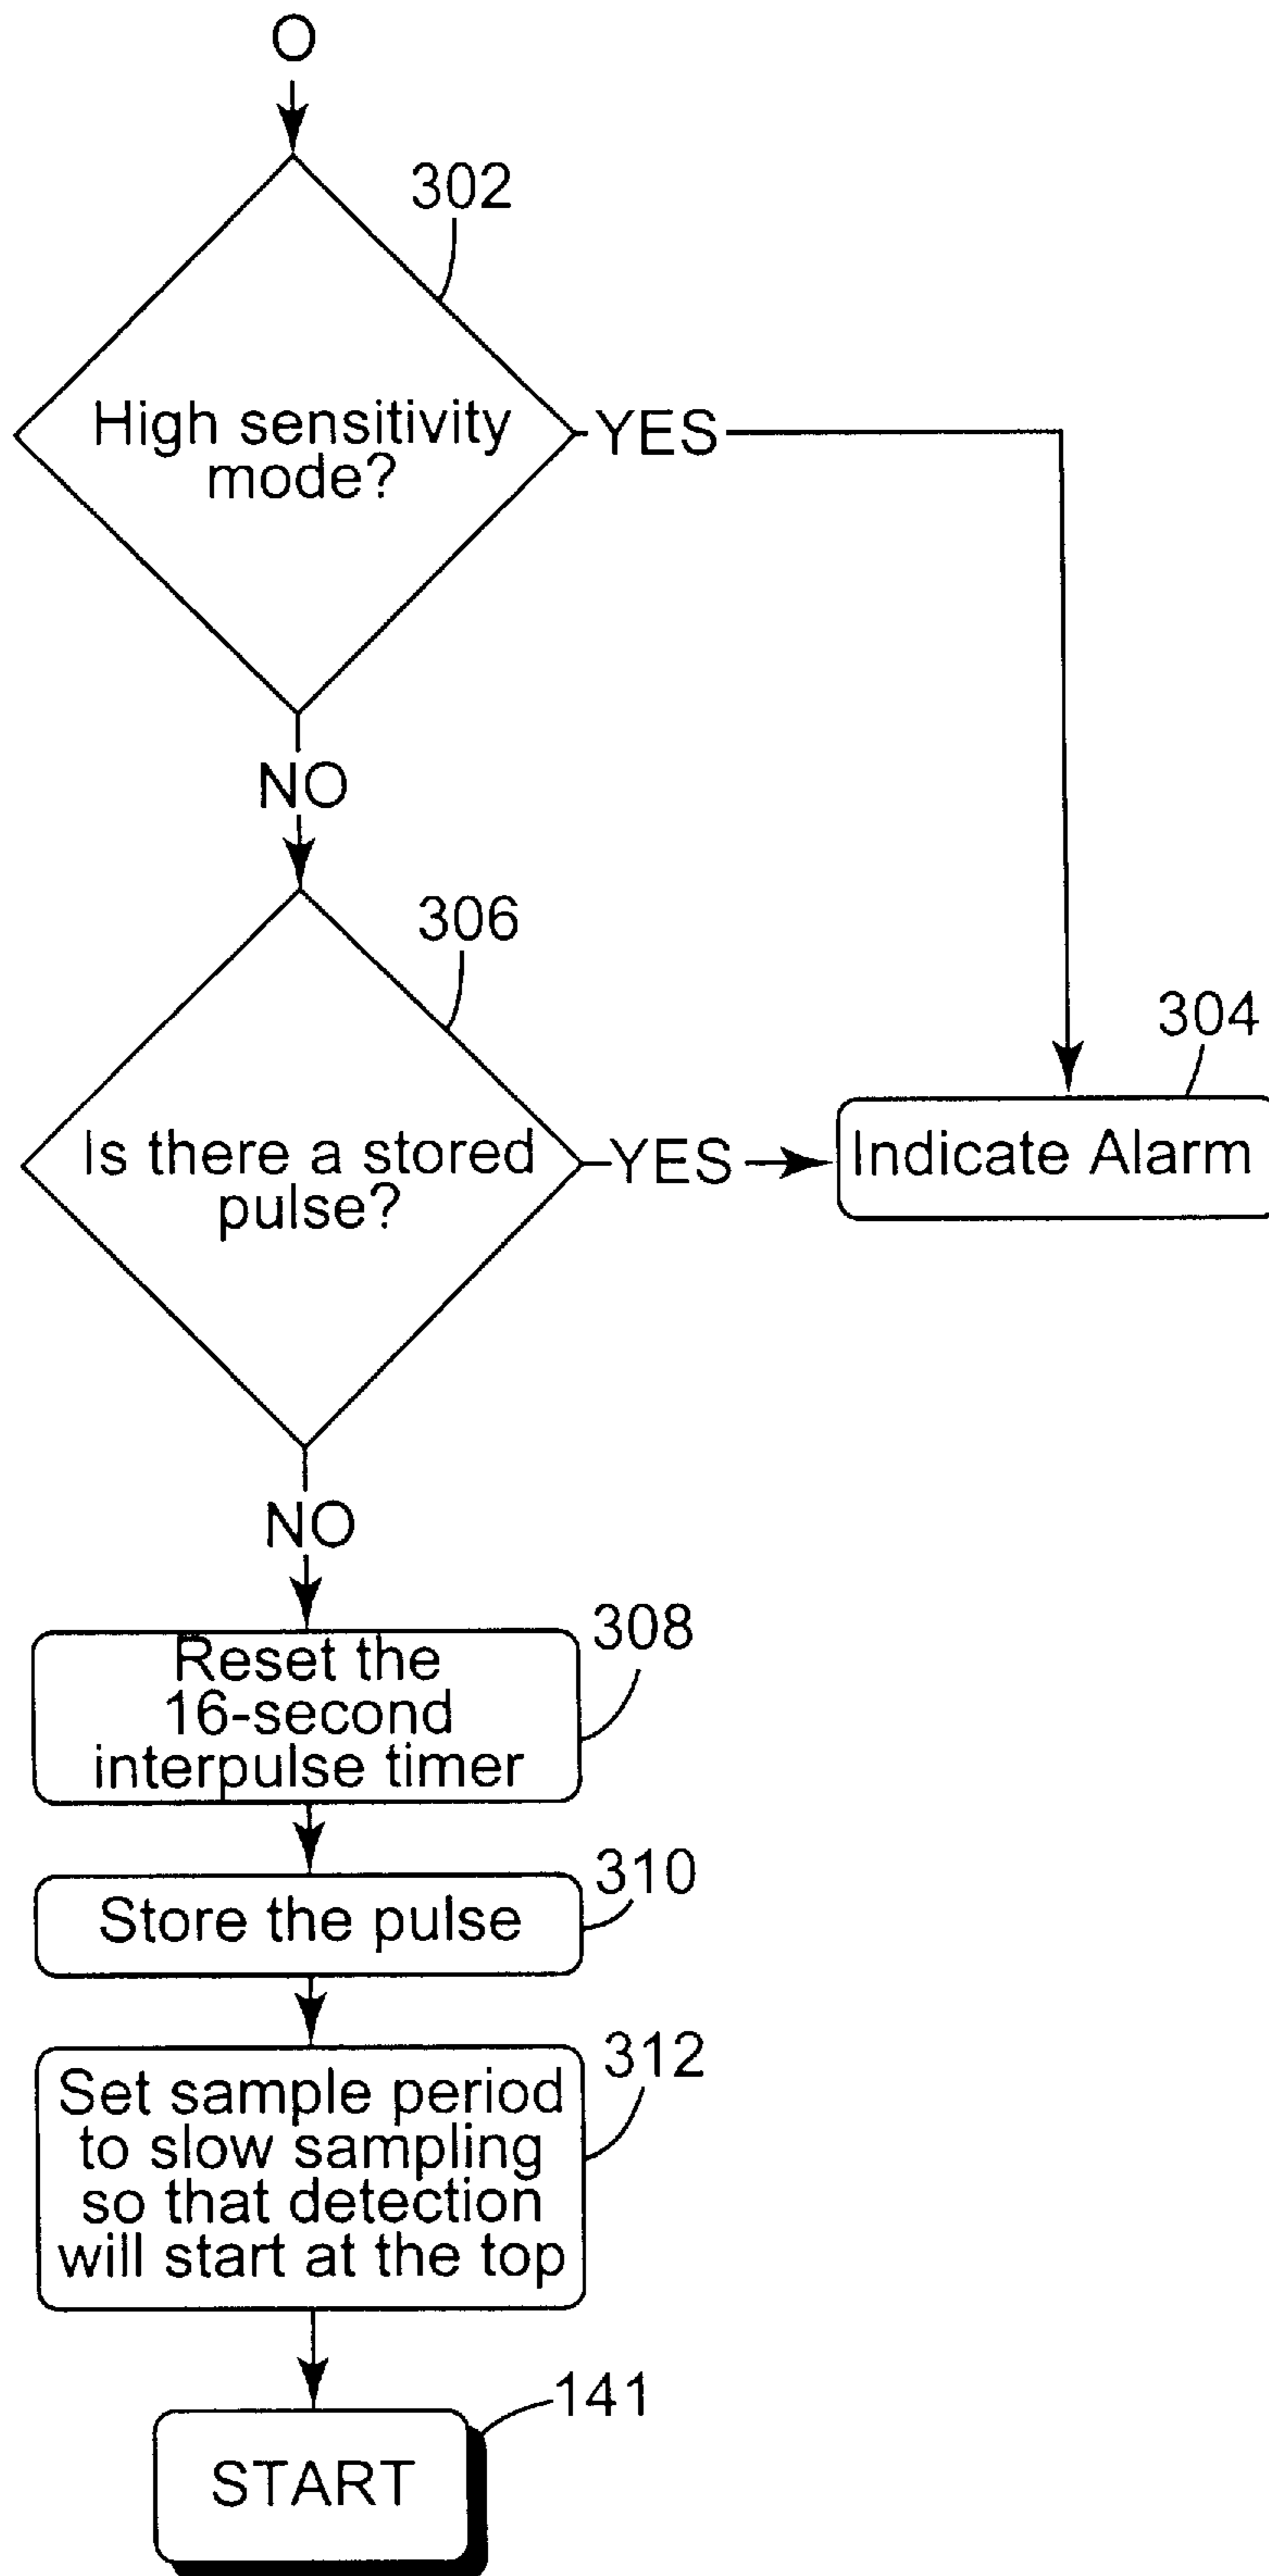 O
302
High sensitivity
mode?
YES
NO
306
Is there a stored
pulse?
YES
304
Indicate Alarm
NO
308
Reset the
16-second
interpulse timer
310
Store the pulse
312
Set sample period
to slow sampling
so that detection
will start at the top
141
START